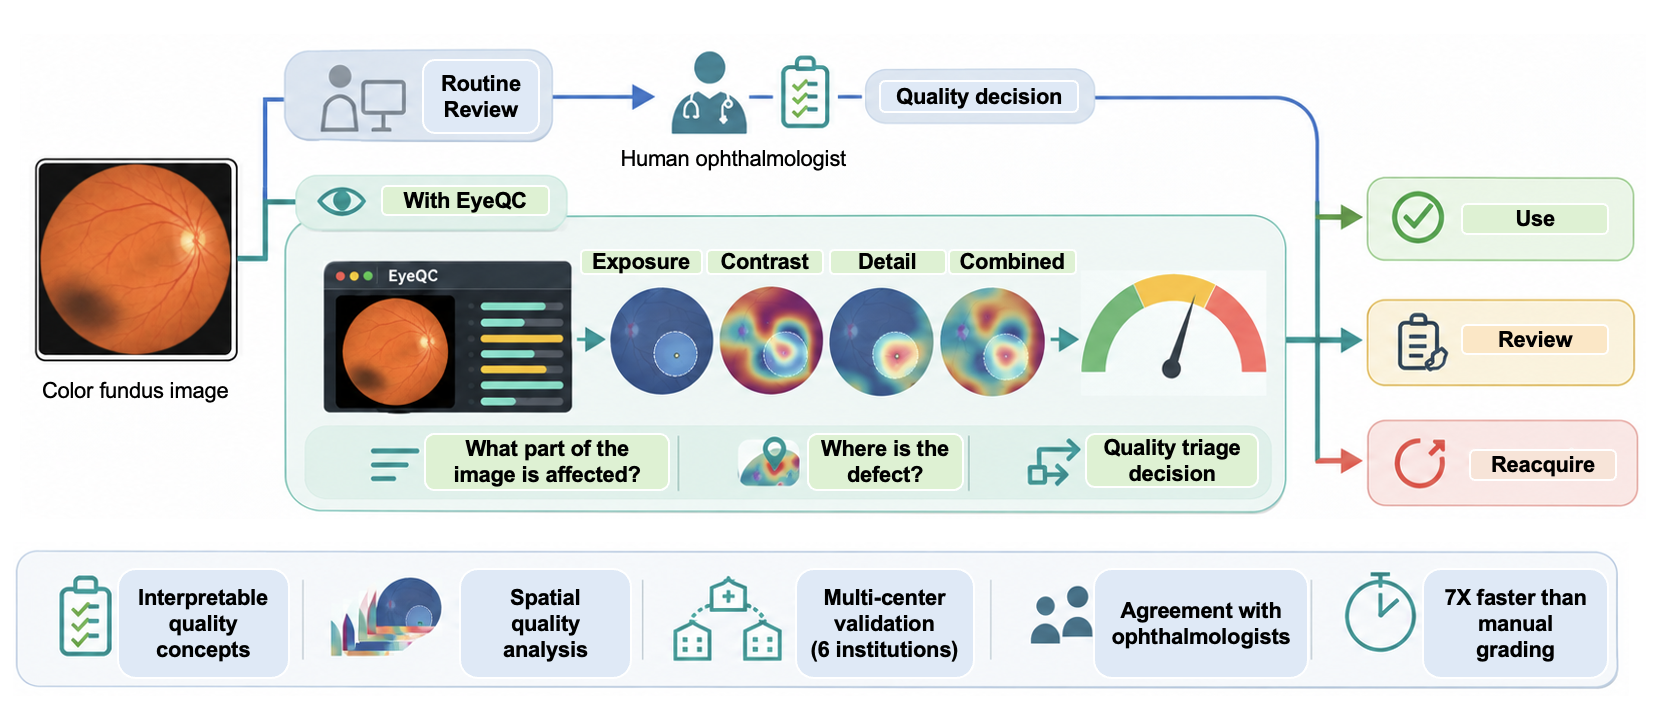 Routine
Review
Quality decision
Human ophthalmologist
With EyeQC
Use
EyeQC
Exposure
Contrast
Detail
Combined
Review
Color fundus image
What part of the
image is affected?
Where is the
defect?
Quality triage
decision
Reacquire
Interpretable
quality
concepts
Spatial
quality
analysis
Multi-center
validation
(6 institutions)
Agreement with
ophthalmologists
7X faster than
manual
grading